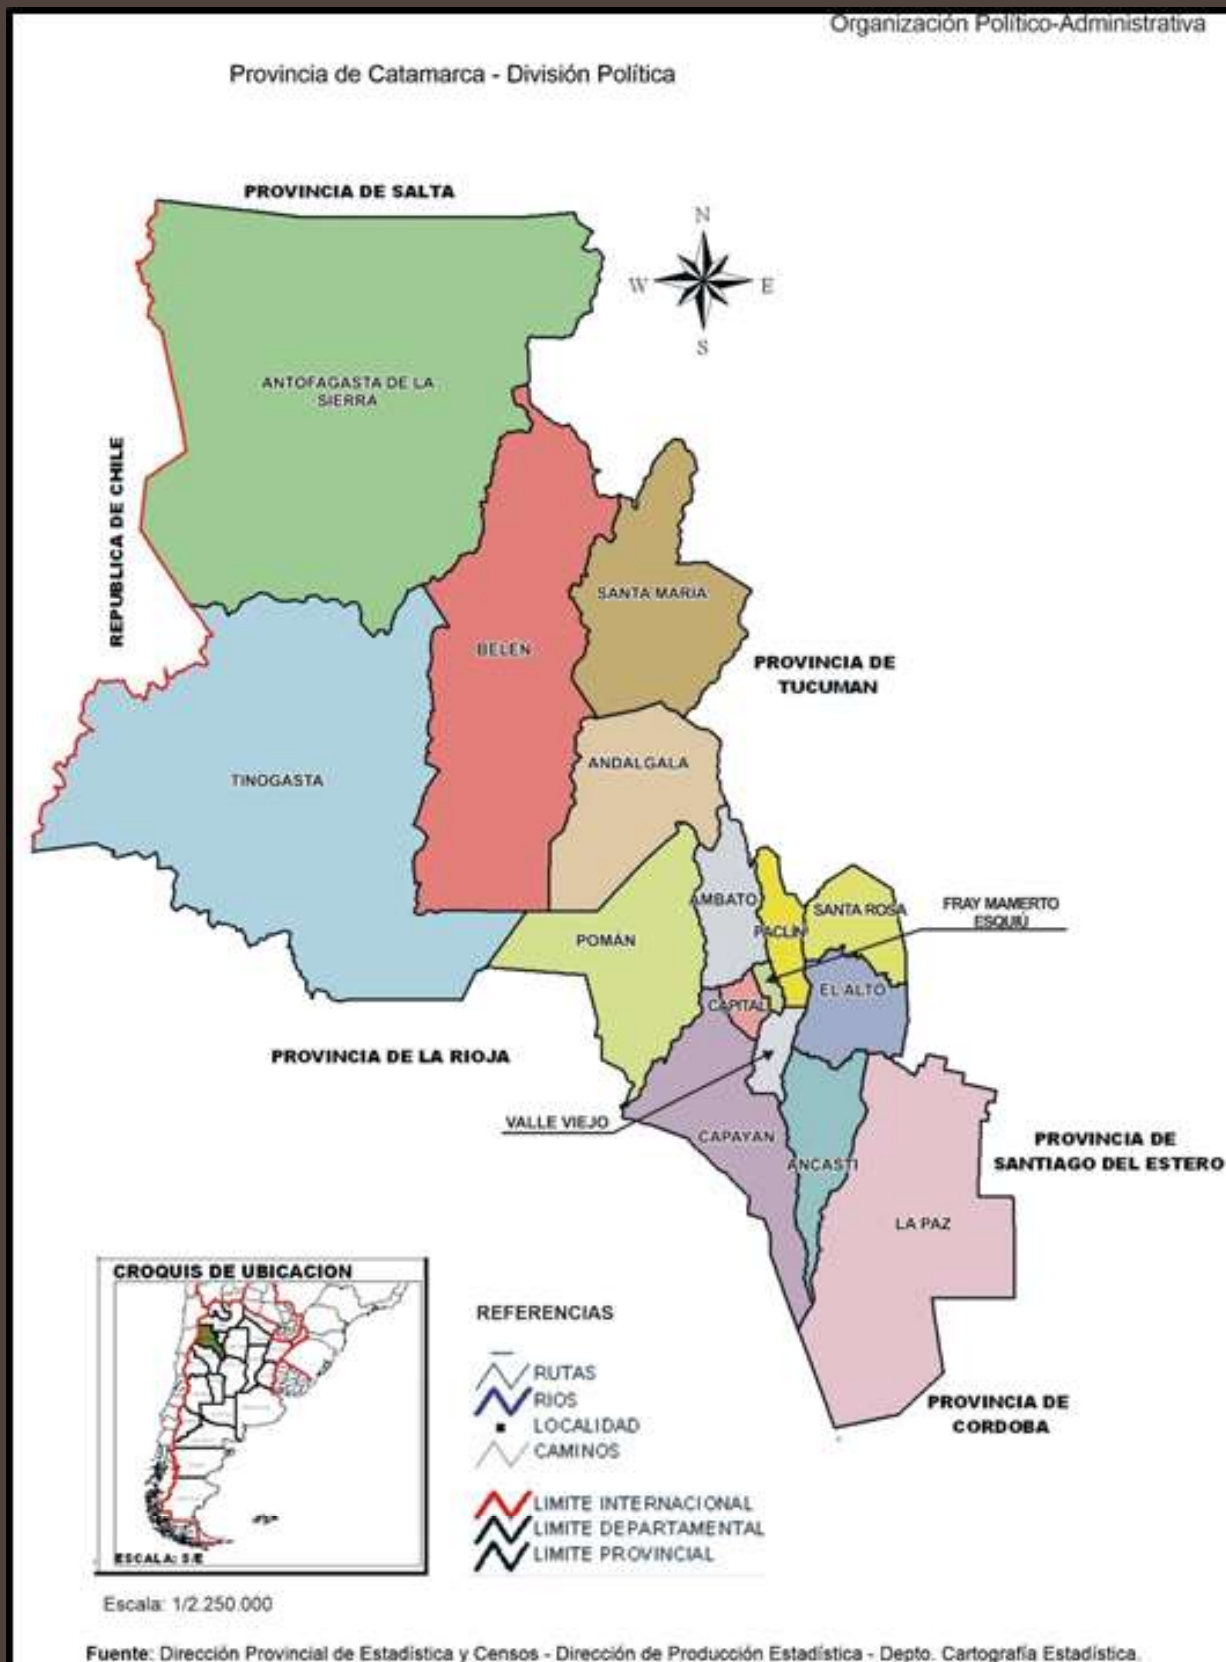 Organización Político-Administrativa
Provincia de Catamarca - División Política
PROVINCIA DE SALTA
N
W
E
S
ANTOFAGASTA DE LA
SIERRA
REPUBLICA DE CHILE
SANTA MARIA
BELÉN
PROVINCIA DE
TUCUMAN
TINOGASTA
ANDALGALA
AMBATO
PACLÍN
SANTA ROSA
FRAY MAMERTO
ESQUIÚ
POMÁN
EL ALTO
CAPITAL
PROVINCIA DE LA RIOJA
VALLE VIEJO
CAPAYAN
ANCASTI
PROVINCIA DE
SANTIAGO DEL ESTERO
LA PAZ
PROVINCIA DE
CORDOBA
CROQUIS DE UBICACION
ESCALA: S/E
REFERENCIAS
RUTAS
RIOS
LOCALIDAD
CAMINOS
LIMITE INTERNACIONAL
LIMITE DEPARTAMENTAL
LIMITE PROVINCIAL
Escala: 1/2.250.000
Fuente: Dirección Provincial de Estadística y Censos - Dirección de Producción Estadística - Depto. Cartografía Estadística.